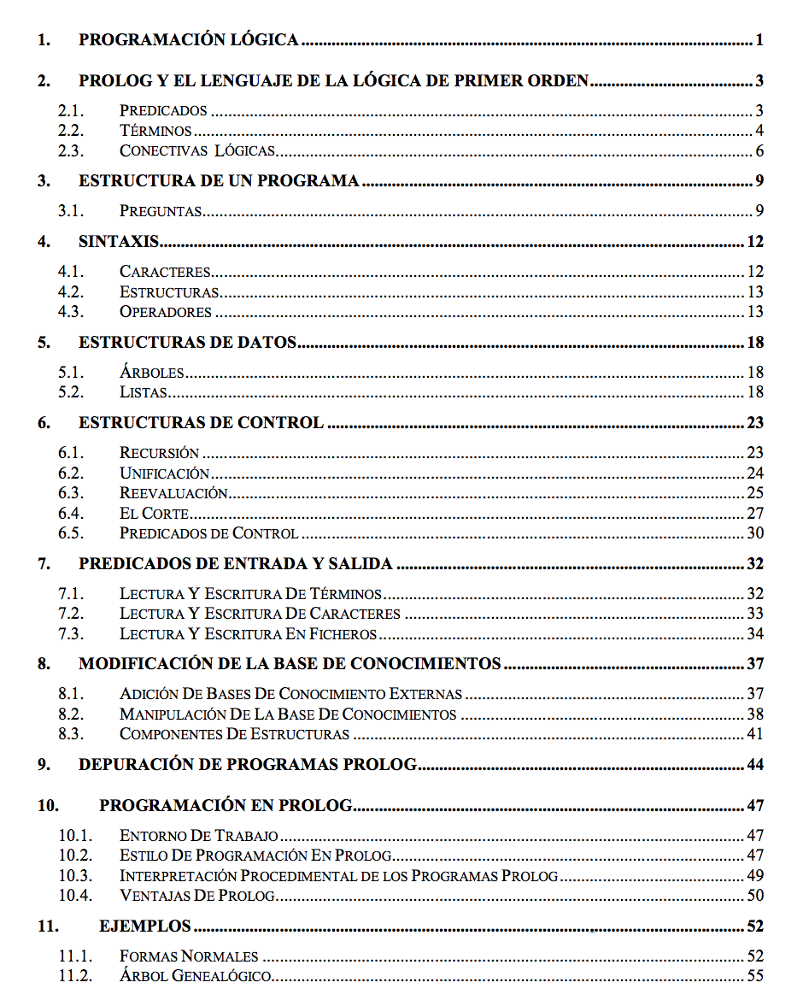 1. PROGRAMACIÓN LÓGICA ........ 1
2. PROLOG Y EL LENGUAJE DE LA LÓGICA DE PRIMER ORDEN ........ 3
2.1. PREDICADOS ........ 3
2.2. TÉRMINOS ........ 4
2.3. CONECTIVAS LÓGICAS ........ 6
3. ESTRUCTURA DE UN PROGRAMA ........ 9
3.1. PREGUNTAS ........ 9
4. SINTAXIS ........ 12
4.1. CARACTERES ........ 12
4.2. ESTRUCTURAS ........ 13
4.3. OPERADORES ........ 13
5. ESTRUCTURAS DE DATOS ........ 18
5.1. ÁRBOLES ........ 18
5.2. LISTAS ........ 18
6. ESTRUCTURAS DE CONTROL ........ 23
6.1. RECURSIÓN ........ 23
6.2. UNIFICACIÓN ........ 24
6.3. REEVALUACIÓN ........ 25
6.4. EL CORTE ........ 27
6.5. PREDICADOS DE CONTROL ........ 30
7. PREDICADOS DE ENTRADA Y SALIDA ........ 32
7.1. LECTURA Y ESCRITURA DE TÉRMINOS ........ 32
7.2. LECTURA Y ESCRITURA DE CARACTERES ........ 33
7.3. LECTURA Y ESCRITURA EN FICHEROS ........ 34
8. MODIFICACIÓN DE LA BASE DE CONOCIMIENTOS ........ 37
8.1. ADICIÓN DE BASES DE CONOCIMIENTO EXTERNAS ........ 37
8.2. MANIPULACIÓN DE LA BASE DE CONOCIMIENTOS ........ 38
8.3. COMPONENTES DE ESTRUCTURAS ........ 41
9. DEPURACIÓN DE PROGRAMAS PROLOG ........ 44
10. PROGRAMACIÓN EN PROLOG ........ 47
10.1. ENTORNO DE TRABAJO ........ 47
10.2. ESTILO DE PROGRAMACIÓN EN PROLOG ........ 47
10.3. INTERPRETACIÓN PROCEDIMENTAL DE LOS PROGRAMAS PROLOG ........ 49
10.4. VENTAJAS DE PROLOG ........ 50
11. EJEMPLOS ........ 52
11.1. FORMAS NORMALES ........ 52
11.2. ÁRBOL GENEALÓGICO ........ 55